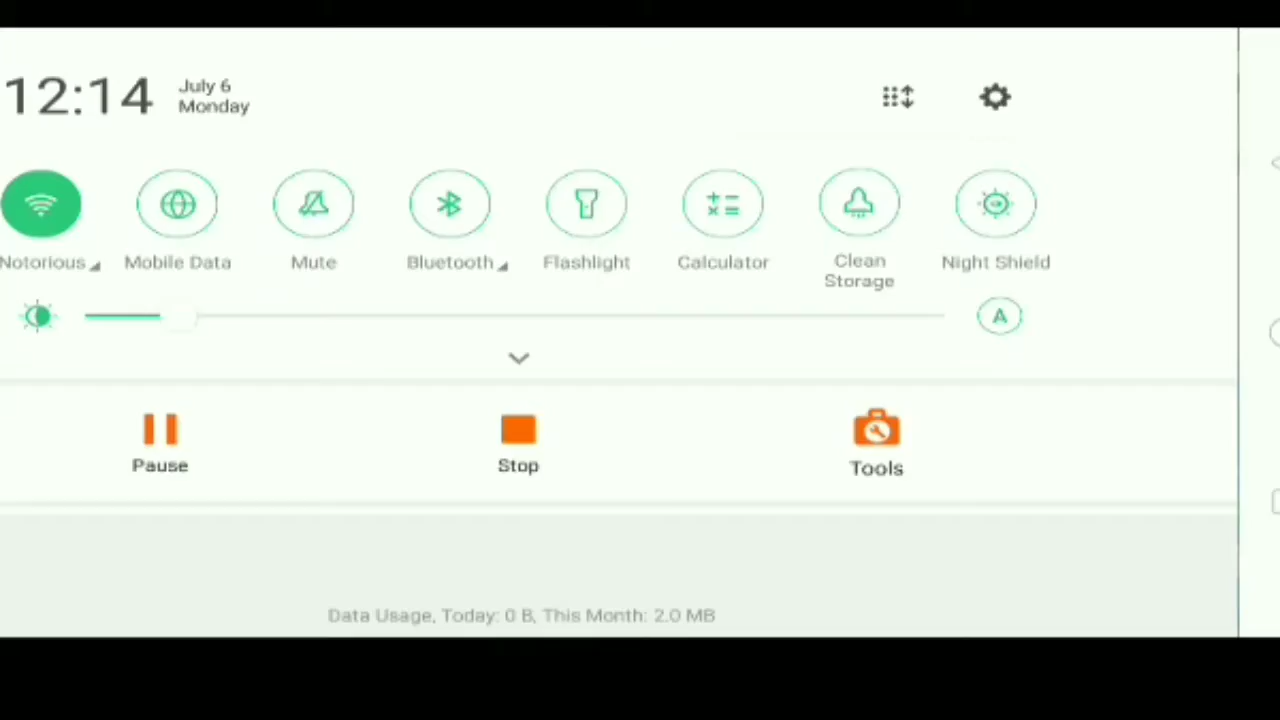 12:14
July 6
Monday
Notorious
Mobile Data
Mute
Bluetooth
Flashlight
Calculator
Clean
Storage
Night Shield
A
Pause
Stop
Tools
Data Usage, Today: 0 B, This Month: 2.0 MB